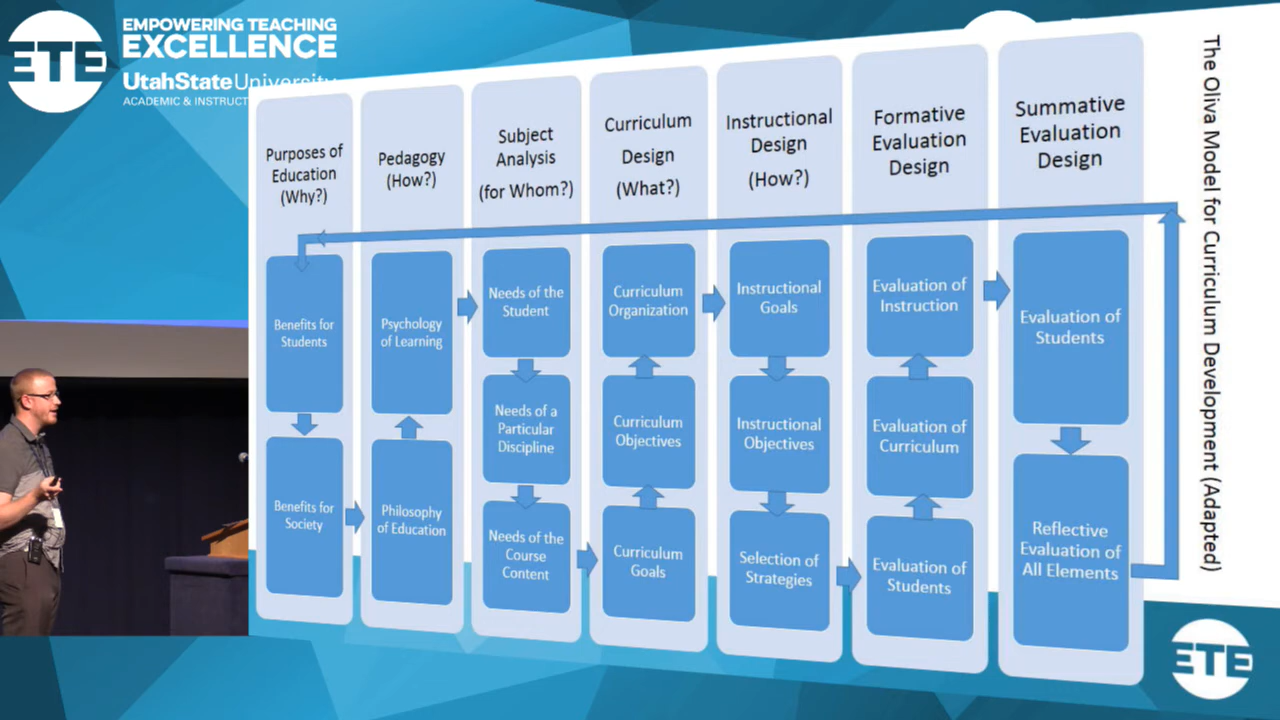 ETE
EMPOWERING TEACHING
EXCELLENCE
UtahStateUniversity
ACADEMIC & INSTRUCT
Purposes of
Education
(Why?)
Benefits for
Students
Benefits for
Society
Pedagogy
(How?)
Psychology
of Learning
Philosophy
of Education
Subject
Analysis
(for Whom?)
Needs of the
Student
Needs of a
Particular
Discipline
Needs of the
Course
Content
Curriculum
Design
(What?)
Curriculum
Organization
Curriculum
Objectives
Curriculum
Goals
Instructional
Design
(How?)
Instructional
Goals
Instructional
Objectives
Selection of
Strategies
Formative
Evaluation
Design
Evaluation of
Instruction
Evaluation of
Curriculum
Evaluation of
Students
Summative
Evaluation
Design
Evaluation of
Students
Reflective
Evaluation of
All Elements
The Oliva Model for Curriculum Development (Adapted)
ETE